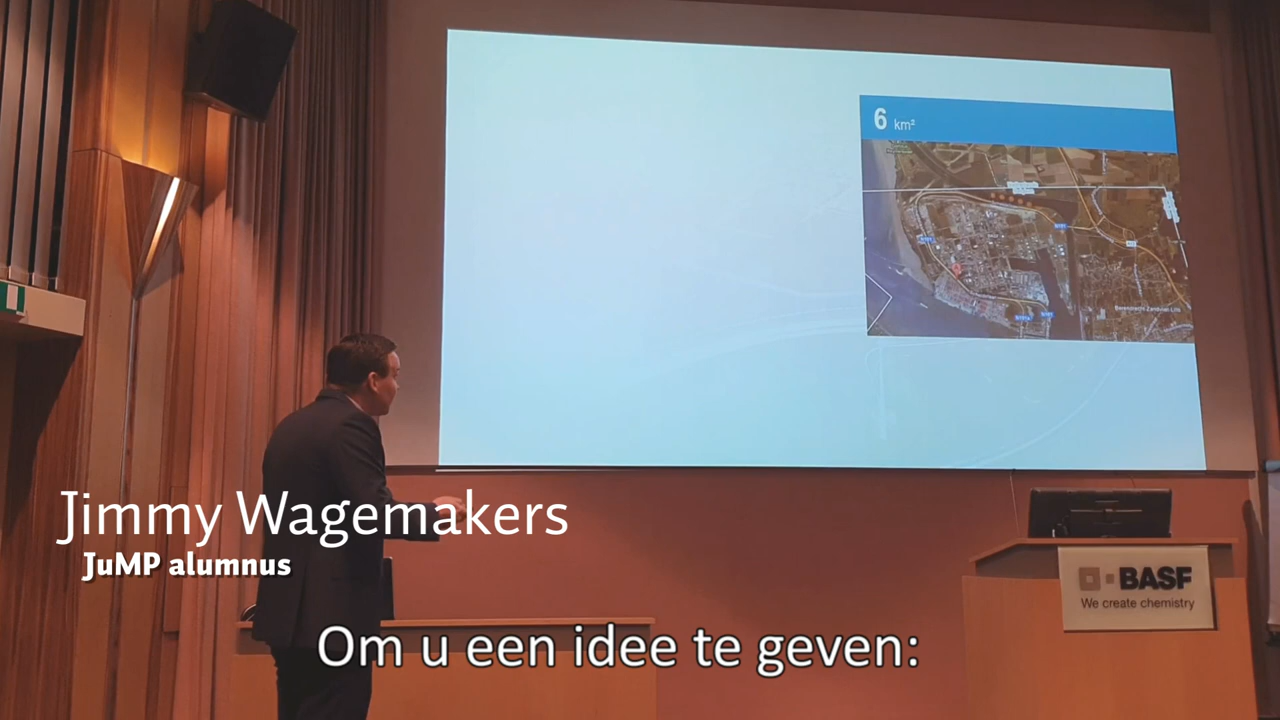 6 km²
Jimmy Wagemakers
JuMP alumnus
BASF
We create chemistry
Om u een idee te geven: